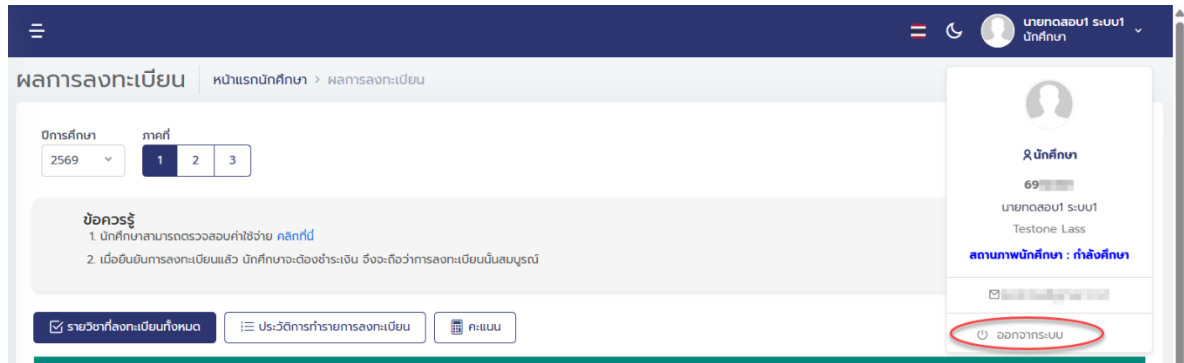 นายทดสอบ1 ระบบ1
นักศึกษา
ผลการลงทะเบียน
หน้าแรกนักศึกษา > ผลการลงทะเบียน
ปีการศึกษา
ภาคที่
2569
1 2 3
ข้อควรรู้
1. นักศึกษาสามารถตรวจสอบค่าใช้จ่าย คลิกที่นี่
2. เมื่อยืนยันการลงทะเบียนแล้ว นักศึกษาจะต้องชำระเงิน จึงจะถือว่าการลงทะเบียนนั้นสมบูรณ์
รายวิชาที่ลงทะเบียนทั้งหมด
ประวัติการทำรายการลงทะเบียน
คะแนน
นักศึกษา
69
นายทดสอบ1 ระบบ1
Testone Lass
สถานภาพนักศึกษา : กำลังศึกษา
ออกจากระบบ